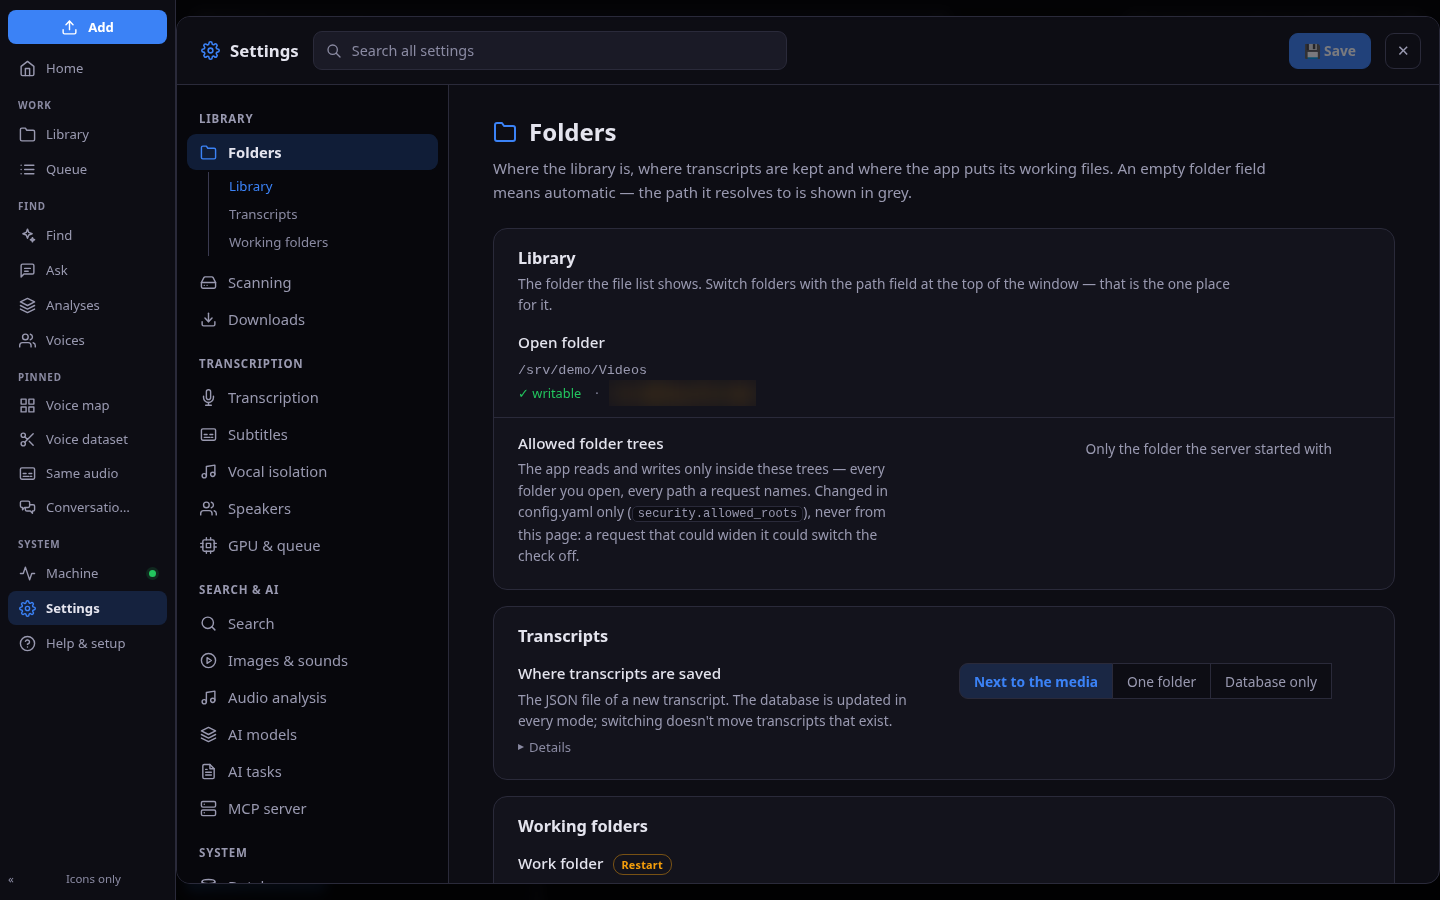 Add
Home
WORK
Library
Queue
FIND
Find
Ask
Analyses
Voices
PINNED
Voice map
Voice dataset
Same audio
Conversatio…
SYSTEM
Machine
Settings
Help & setup
« Icons only
Settings
Search all settings
💾 Save
×
LIBRARY
Folders
Library
Transcripts
Working folders
Scanning
Downloads
TRANSCRIPTION
Transcription
Subtitles
Vocal isolation
Speakers
GPU & queue
SEARCH & AI
Search
Images & sounds
Audio analysis
AI models
AI tasks
MCP server
SYSTEM
Folders
Where the library is, where transcripts are kept and where the app puts its working files. An empty folder field
means automatic — the path it resolves to is shown in grey.
Library
The folder the file list shows. Switch folders with the path field at the top of the window — that is the one place
for it.
Open folder
/srv/demo/Videos
✓ writable ·
Allowed folder trees
Only the folder the server started with
The app reads and writes only inside these trees — every
folder you open, every path a request names. Changed in
config.yaml only (security.allowed_roots), never from
this page: a request that could widen it could switch the
check off.
Transcripts
Where transcripts are saved
Next to the media One folder Database only
The JSON file of a new transcript. The database is updated in
every mode; switching doesn't move transcripts that exist.
▸ Details
Working folders
Work folder Restart